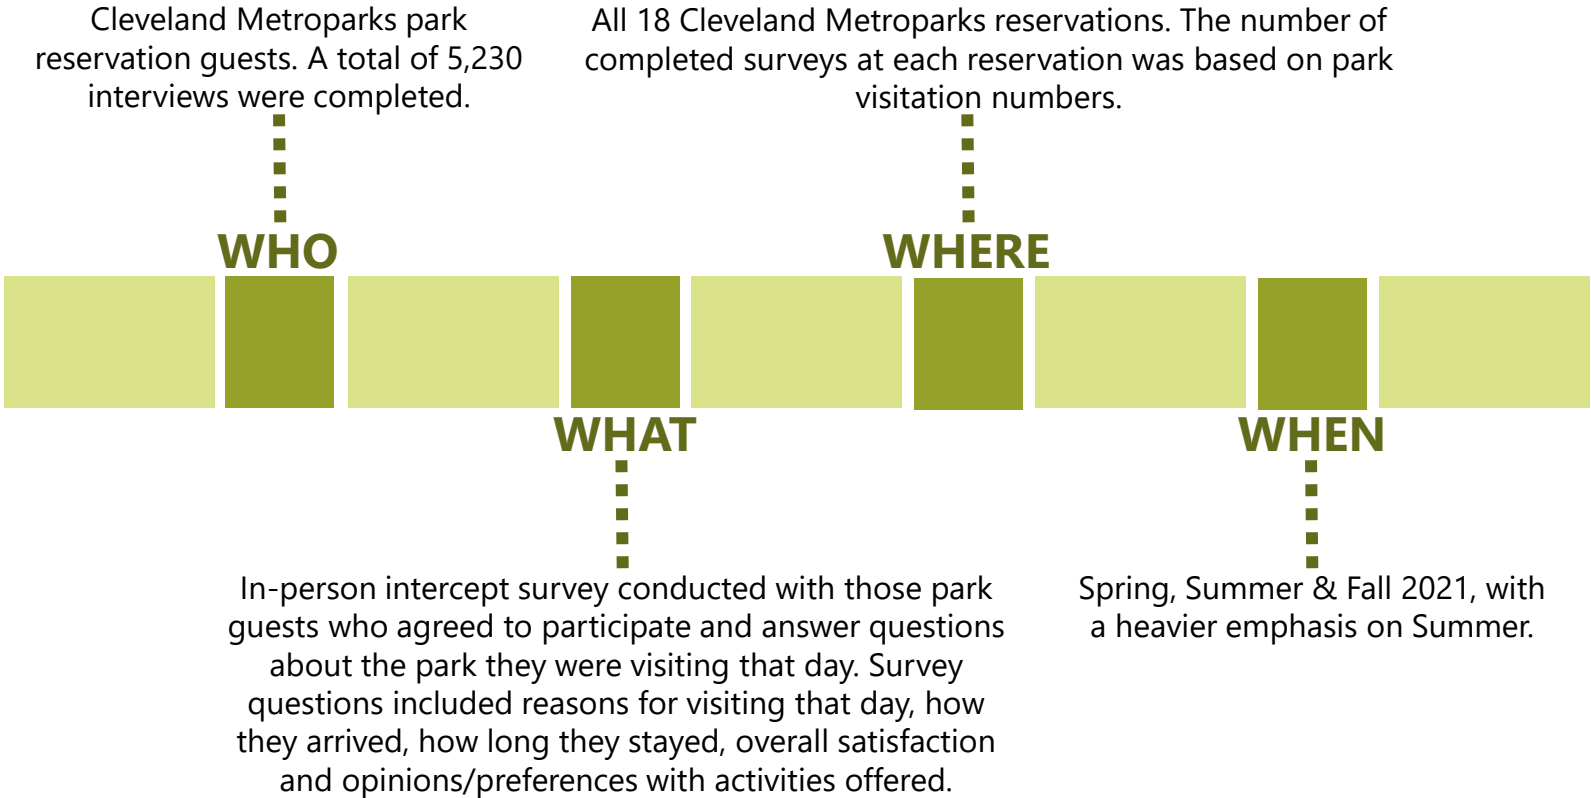 Cleveland Metroparks park
reservation guests. A total of 5,230
interviews were completed.
WHO
All 18 Cleveland Metroparks reservations. The number of
completed surveys at each reservation was based on park
visitation numbers.
WHERE
WHAT
In-person intercept survey conducted with those park
guests who agreed to participate and answer questions
about the park they were visiting that day. Survey
questions included reasons for visiting that day, how
they arrived, how long they stayed, overall satisfaction
and opinions/preferences with activities offered.
WHEN
Spring, Summer & Fall 2021, with
a heavier emphasis on Summer.